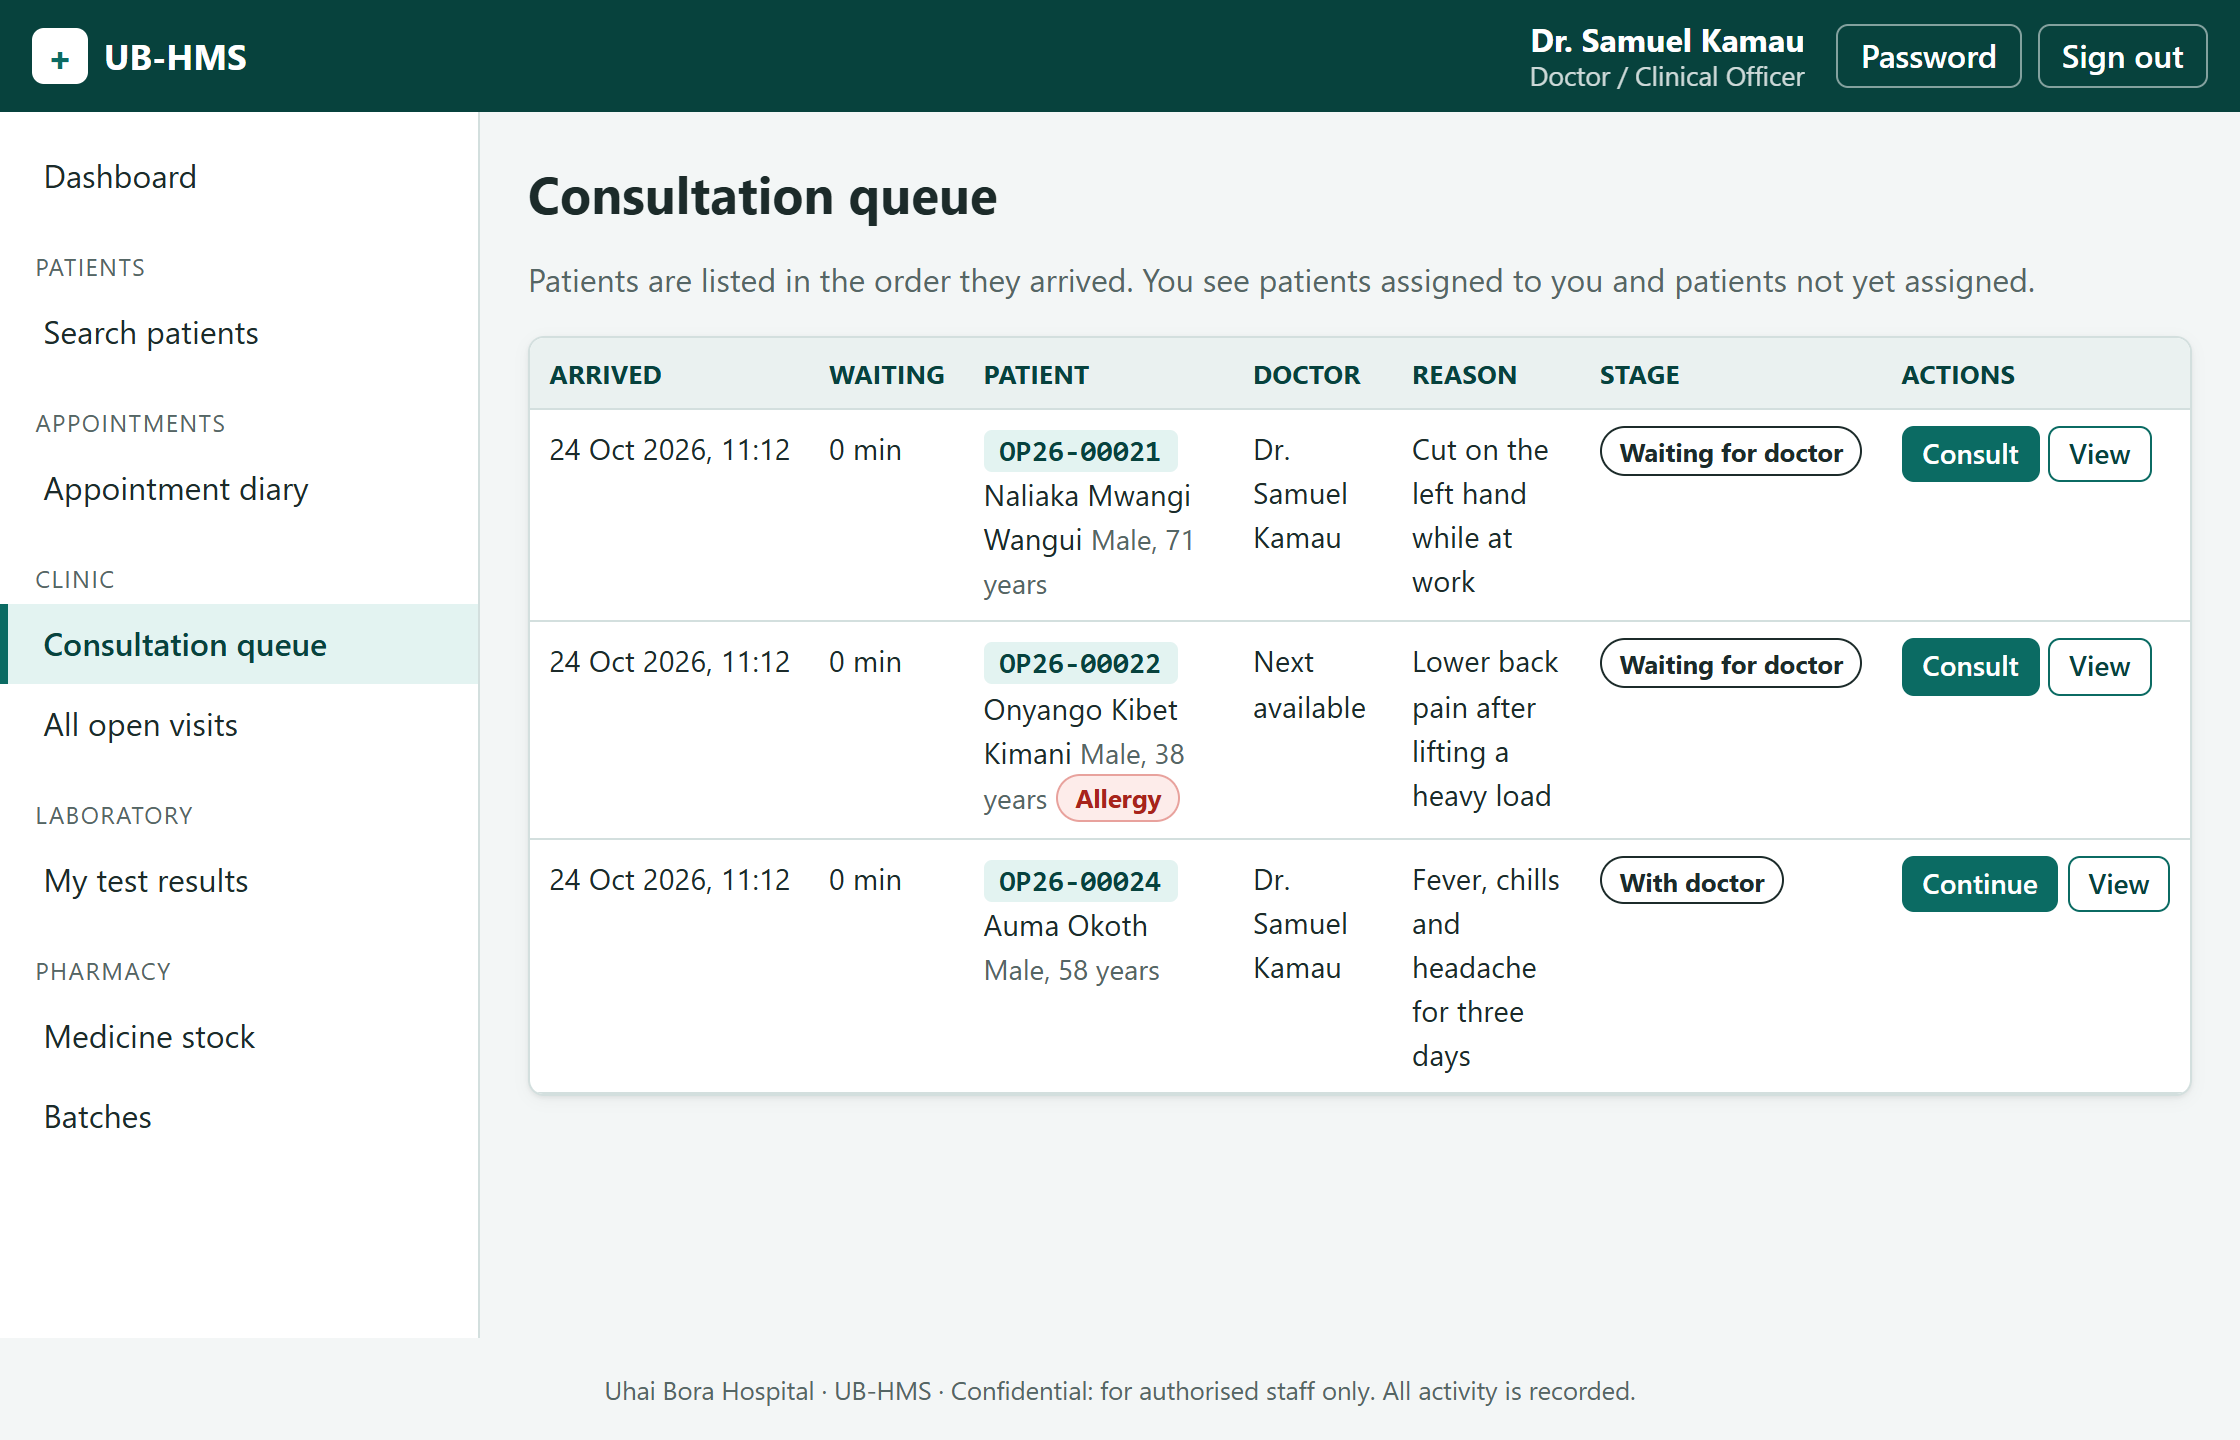 + UB-HMS
Dr. Samuel Kamau
Doctor / Clinical Officer
Password
Sign out
Dashboard
PATIENTS
Search patients
APPOINTMENTS
Appointment diary
CLINIC
Consultation queue
All open visits
LABORATORY
My test results
PHARMACY
Medicine stock
Batches
Consultation queue
Patients are listed in the order they arrived. You see patients assigned to you and patients not yet assigned.
ARRIVED WAITING PATIENT DOCTOR REASON STAGE ACTIONS
24 Oct 2026, 11:12
0 min
OP26-00021
Naliaka Mwangi
Wangui Male, 71
years
Dr.
Samuel
Kamau
Cut on the
left hand
while at
work
Waiting for doctor
Consult
View
24 Oct 2026, 11:12
0 min
OP26-00022
Onyango Kibet
Kimani Male, 38
years Allergy
Next
available
Lower back
pain after
lifting a
heavy load
Waiting for doctor
Consult
View
24 Oct 2026, 11:12
0 min
OP26-00024
Auma Okoth
Male, 58 years
Dr.
Samuel
Kamau
Fever, chills
and
headache
for three
days
With doctor
Continue
View
Uhai Bora Hospital · UB-HMS · Confidential: for authorised staff only. All activity is recorded.